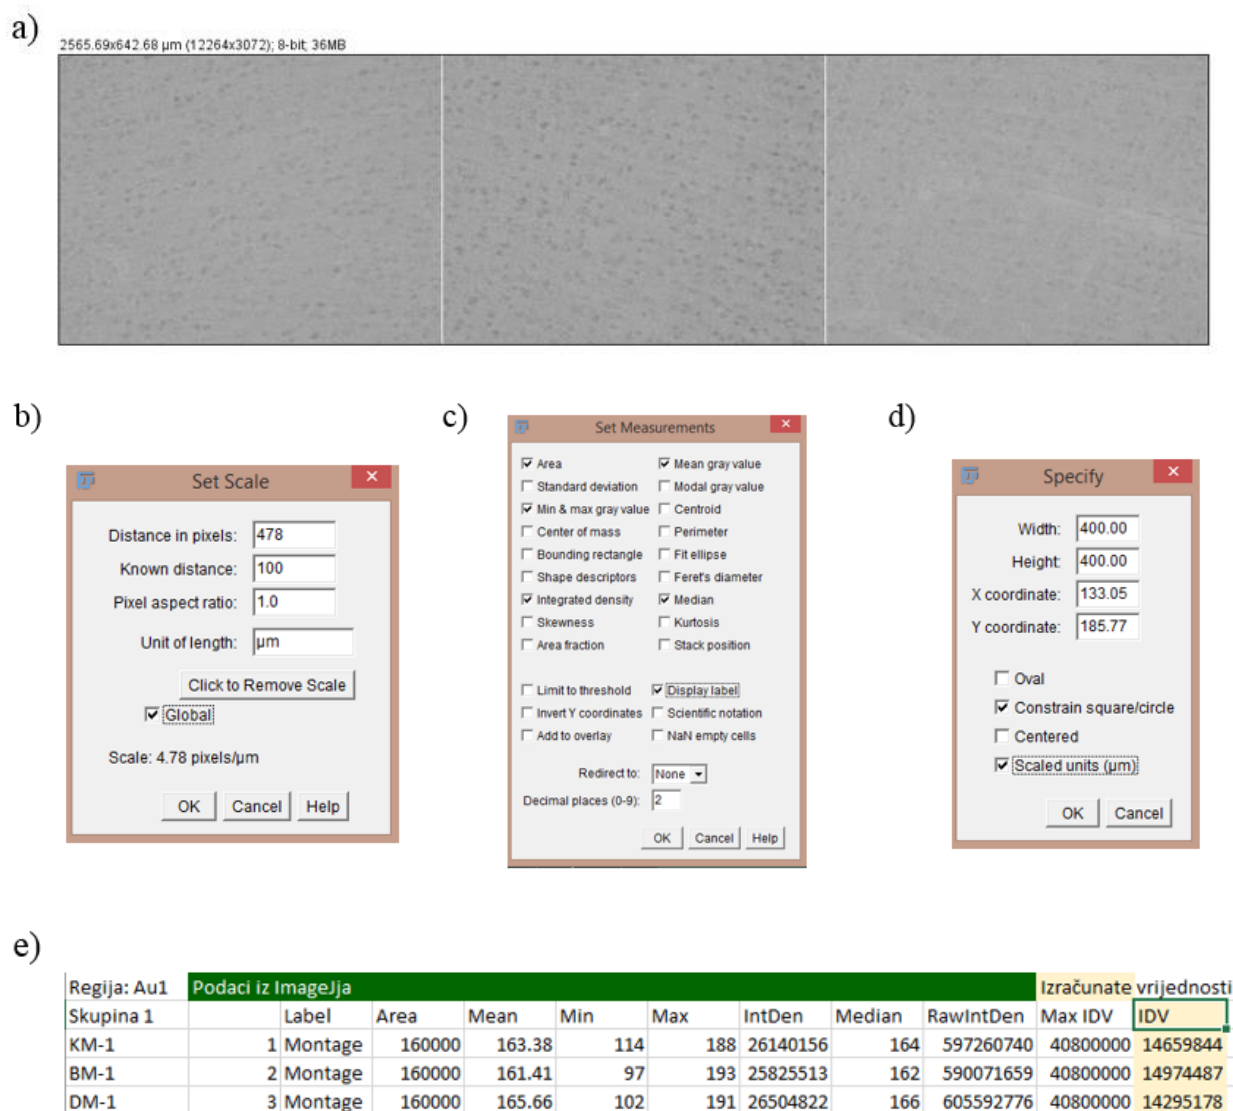 a)
2565.69x642.68 µm (12264x3072); 8-bit; 36MB
b)
Set Scale
Distance in pixels: 478
Known distance: 100
Pixel aspect ratio: 1.0
Unit of length: µm
Click to Remove Scale
Global
Scale: 4.78 pixels/µm
OK Cancel Help
c)
Set Measurements
Area Mean gray value
Standard deviation Modal gray value
Min & max gray value Centroid
Center of mass Perimeter
Bounding rectangle Fit ellipse
Shape descriptors Feret's diameter
Integrated density Median
Skewness Kurtosis
Area fraction Stack position
Limit to threshold Display label
Invert Y coordinates Scientific notation
Add to overlay NaN empty cells
Redirect to: None
Decimal places (0-9): 2
OK Cancel Help
d)
Specify
Width: 400.00
Height: 400.00
X coordinate: 133.05
Y coordinate: 185.77
Oval
Constrain square/circle
Centered
Scaled units (µm)
OK Cancel
e)
Regija: Au1 Podaci iz ImageJja Izračunate vrijednosti
Skupina 1 Label Area Mean Min Max IntDen Median RawIntDen Max IDV IDV
KM-1 1 Montage 160000 163.38 114 188 26140156 164 597260740 40800000 14659844
BM-1 2 Montage 160000 161.41 97 193 25825513 162 590071659 40800000 14974487
DM-1 3 Montage 160000 165.66 102 191 26504822 166 605592776 40800000 14295178